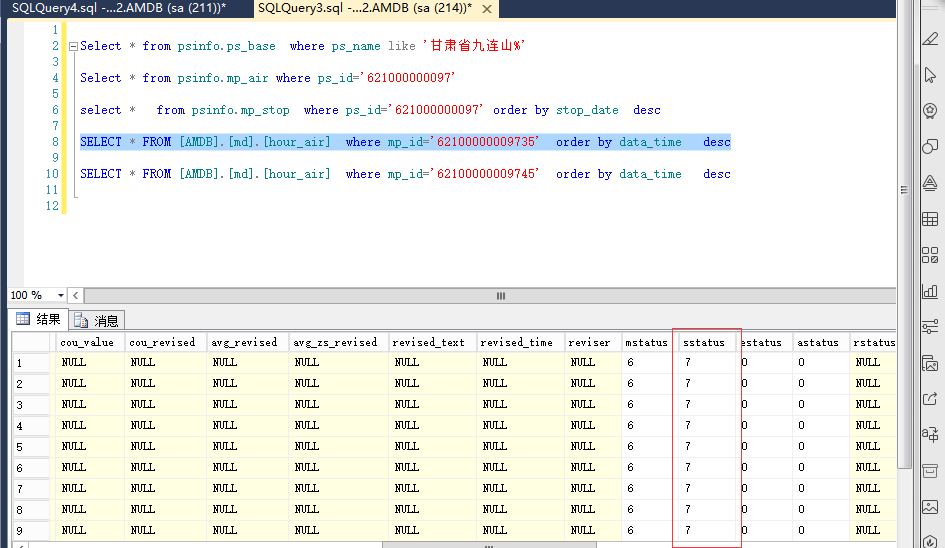 SQLQuery4.sql -...2.AMDB (sa (211))* SQLQuery3.sql -...2.AMDB (sa (214))*
1
2 Select * from psinfo.ps_base  where ps_name like '甘肃省九连山%'
3
4 Select * from psinfo.mp_air where ps_id='621000000097'
5
6 select *   from psinfo.mp_stop  where ps_id='621000000097' order by stop_date  desc
7
8 SELECT * FROM [AMDB].[md].[hour_air]  where mp_id='62100000009735'  order by data_time   desc
9
10 SELECT * FROM [AMDB].[md].[hour_air]  where mp_id='62100000009745'  order by data_time   desc
11
12
100 %
结果 消息
cou_value cou_revised avg_revised avg_zs_revised revised_text revised_time reviser mstatus sstatus estatus astatus rstatus
1 NULL NULL NULL NULL NULL NULL NULL 6 7 0 0 NULL
2 NULL NULL NULL NULL NULL NULL NULL 6 7 0 0 NULL
3 NULL NULL NULL NULL NULL NULL NULL 6 7 0 0 NULL
4 NULL NULL NULL NULL NULL NULL NULL 6 7 0 0 NULL
5 NULL NULL NULL NULL NULL NULL NULL 6 7 0 0 NULL
6 NULL NULL NULL NULL NULL NULL NULL 6 7 0 0 NULL
7 NULL NULL NULL NULL NULL NULL NULL 6 7 0 0 NULL
8 NULL NULL NULL NULL NULL NULL NULL 6 7 0 0 NULL
9 NULL NULL NULL NULL NULL NULL NULL 6 7 0 0 NULL